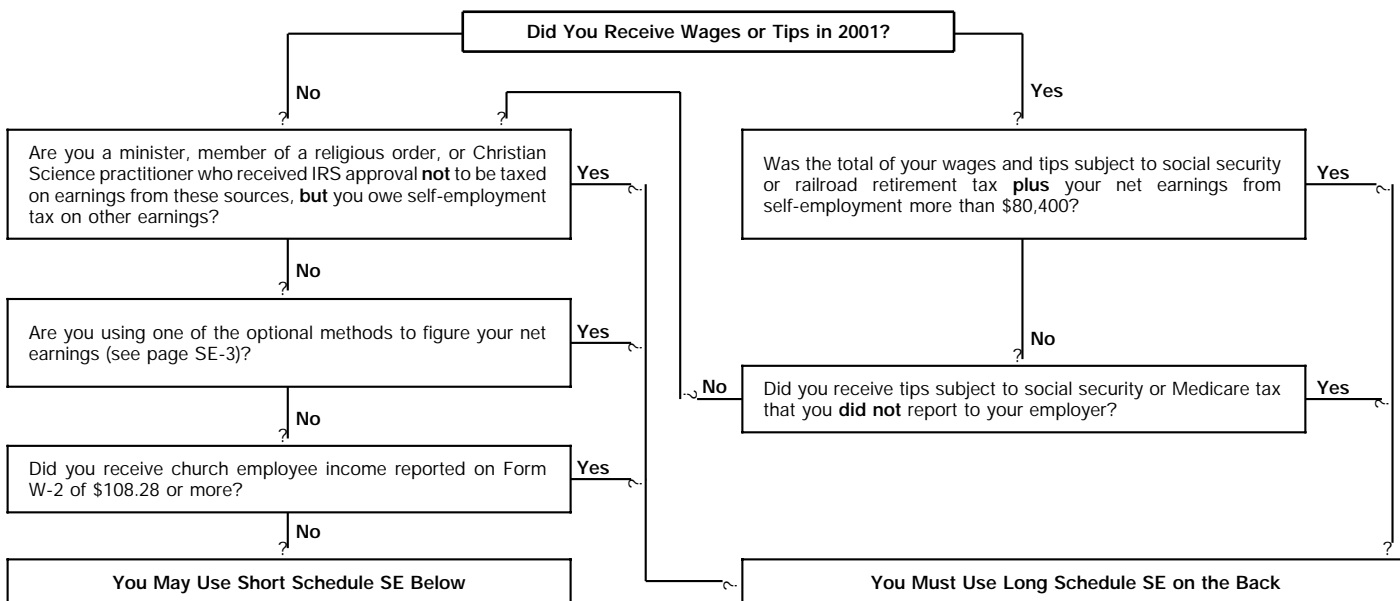 Did You Receive Wages or Tips in 2001?
No
Yes
?
?
?
Are you a minister, member of a religious order, or Christian
Science practitioner who received IRS approval not to be taxed
on earnings from these sources, but you owe self-employment
tax on other earnings?
Yes
?
Was the total of your wages and tips subject to social security
or railroad retirement tax plus your net earnings from
self-employment more than $80,400?
Yes
?
No
?
Are you using one of the optional methods to figure your net
earnings (see page SE-3)?
Yes
?
No
?
Did you receive tips subject to social security or Medicare tax
that you did not report to your employer?
No
?
Yes
?
No
?
Did you receive church employee income reported on Form
W-2 of $108.28 or more?
Yes
?
No
?
?
You May Use Short Schedule SE Below
?
You Must Use Long Schedule SE on the Back